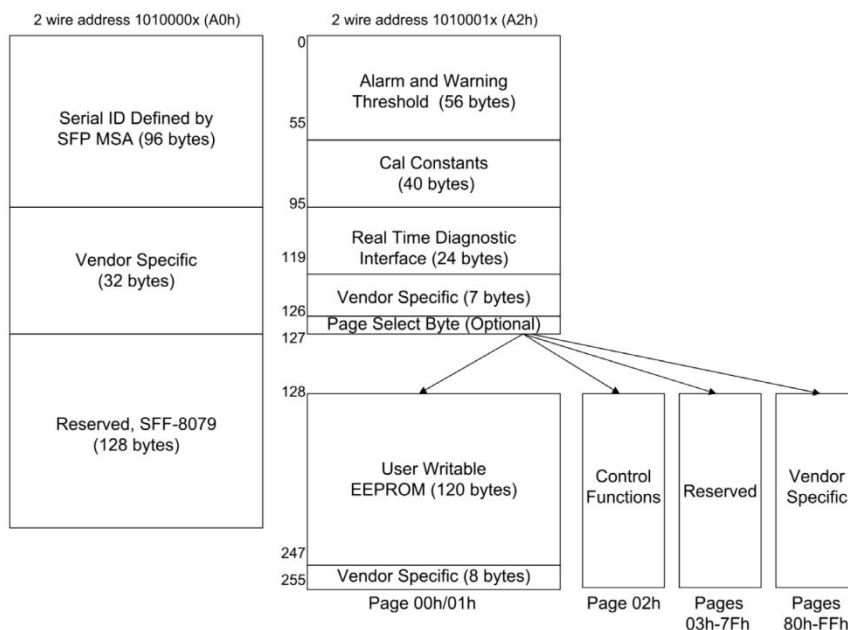 2 wire address 1010000x (A0h)
Serial ID Defined by
SFP MSA (96 bytes)
Vendor Specific
(32 bytes)
Reserved, SFF-8079
(128 bytes)
2 wire address 1010001x (A2h)
0
Alarm and Warning
Threshold (56 bytes)
55
Cal Constants
(40 bytes)
95
Real Time Diagnostic
Interface (24 bytes)
119
Vendor Specific (7 bytes)
126
Page Select Byte (Optional)
127
128
User Writable
EEPROM (120 bytes)
247
Vendor Specific (8 bytes)
255
Page 00h/01h
Control
Functions
Page 02h
Reserved
Pages
03h-7Fh
Vendor
Specific
Pages
80h-FFh